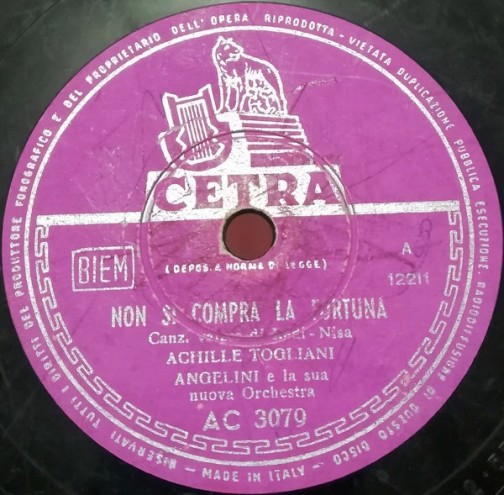 RISERVATI TUTTI I DIRITTI DEL PRODUTTORE FONOGRAFICO E DEL PROPRIETARIO DELL'OPERA RIPRODOTTA - VIETATA DUPLICAZIONE PUBBLICA ESECUZIONE RADIODIFFUSIONE DI QUESTO DISCO
CETRA
(DEPOS. A NORMA DI LEGGE)
BIEM
A
12211
NON SI COMPRA LA FORTUNA
Canz. di - Nisa
ACHILLE TOGLIANI
ANGELINI e la sua
nuova Orchestra
AC 3079
MADE IN ITALY